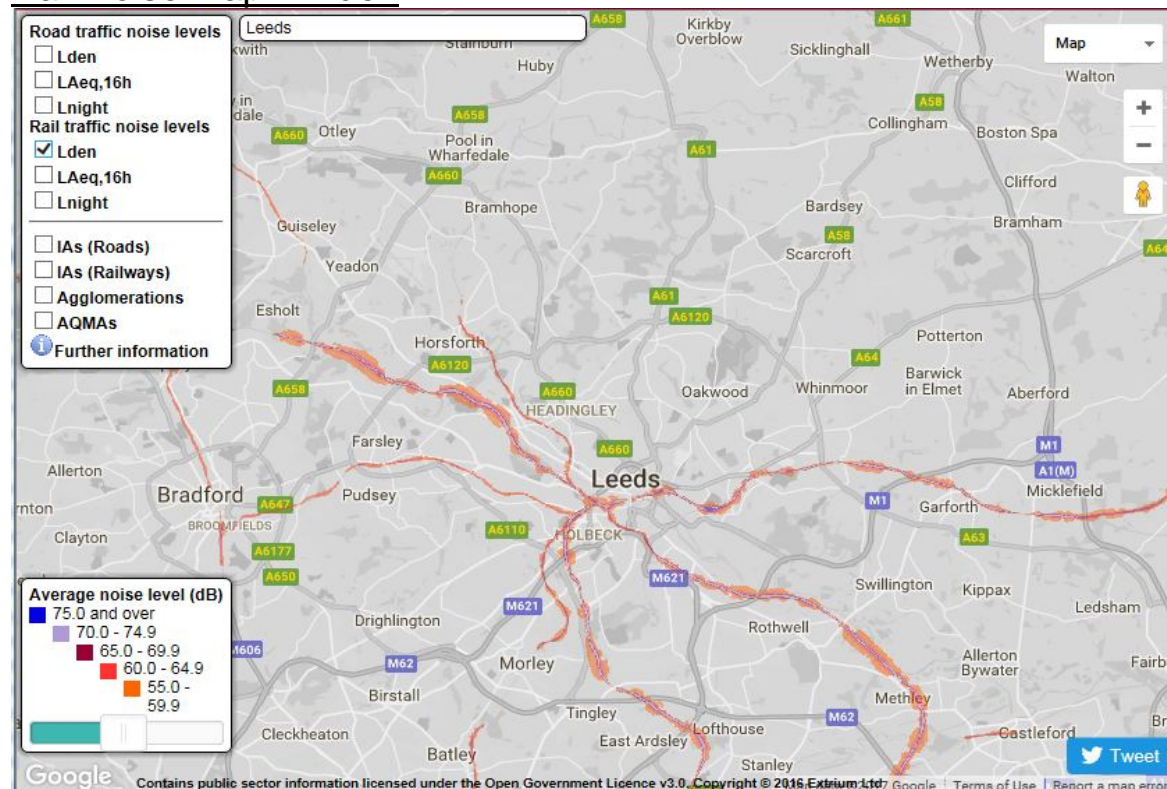 Road traffic noise levels
Lden
LAeq,16h
Lnight
Rail traffic noise levels
Lden
LAeq,16h
Lnight
IAs (Roads)
IAs (Railways)
Agglomerations
AQMAs
Further information
Leeds
Map
A658
Kirkby
Overblow
A661
Sicklinghall
Wetherby
Walton
Huby
A58
Collingham
Boston Spa
A658
A660
Otley
Pool in
Wharfedale
A61
A660
Clifford
Bramhope
Bardsey
Bramham
Guiseley
A58
Scarcroft
A64
Yeadon
A61
Esholt
A6120
Horsforth
Potterton
A6120
A64
Barwick
in Elmet
A658
A660
Oakwood
Whinmoor
Aberford
HEADINGLEY
Farsley
A660
M1
A1(M)
Allerton
Leeds
Micklefield
Bradford
A647
Pudsey
M1
Garforth
BROOMFIELDS
Clayton
A6110
HOLBECK
A63
A6177
A650
M621
Swillington
Kippax
Ledsham
M621
Drighlington
Rothwell
M606
M62
Morley
Allerton
Bywater
Birstall
Methley
Tingley
M62
Cleckheaton
East Ardsley
Lofthouse
Castleford
Batley
Stanley
Average noise level (dB)
75.0 and over
70.0 - 74.9
65.0 - 69.9
60.0 - 64.9
55.0 -
59.9
Tweet
Google
Contains public sector information licensed under the Open Government Licence v3.0. Copyright © 2016 Extrium Ltd
Google
Terms of Use
Report a map error